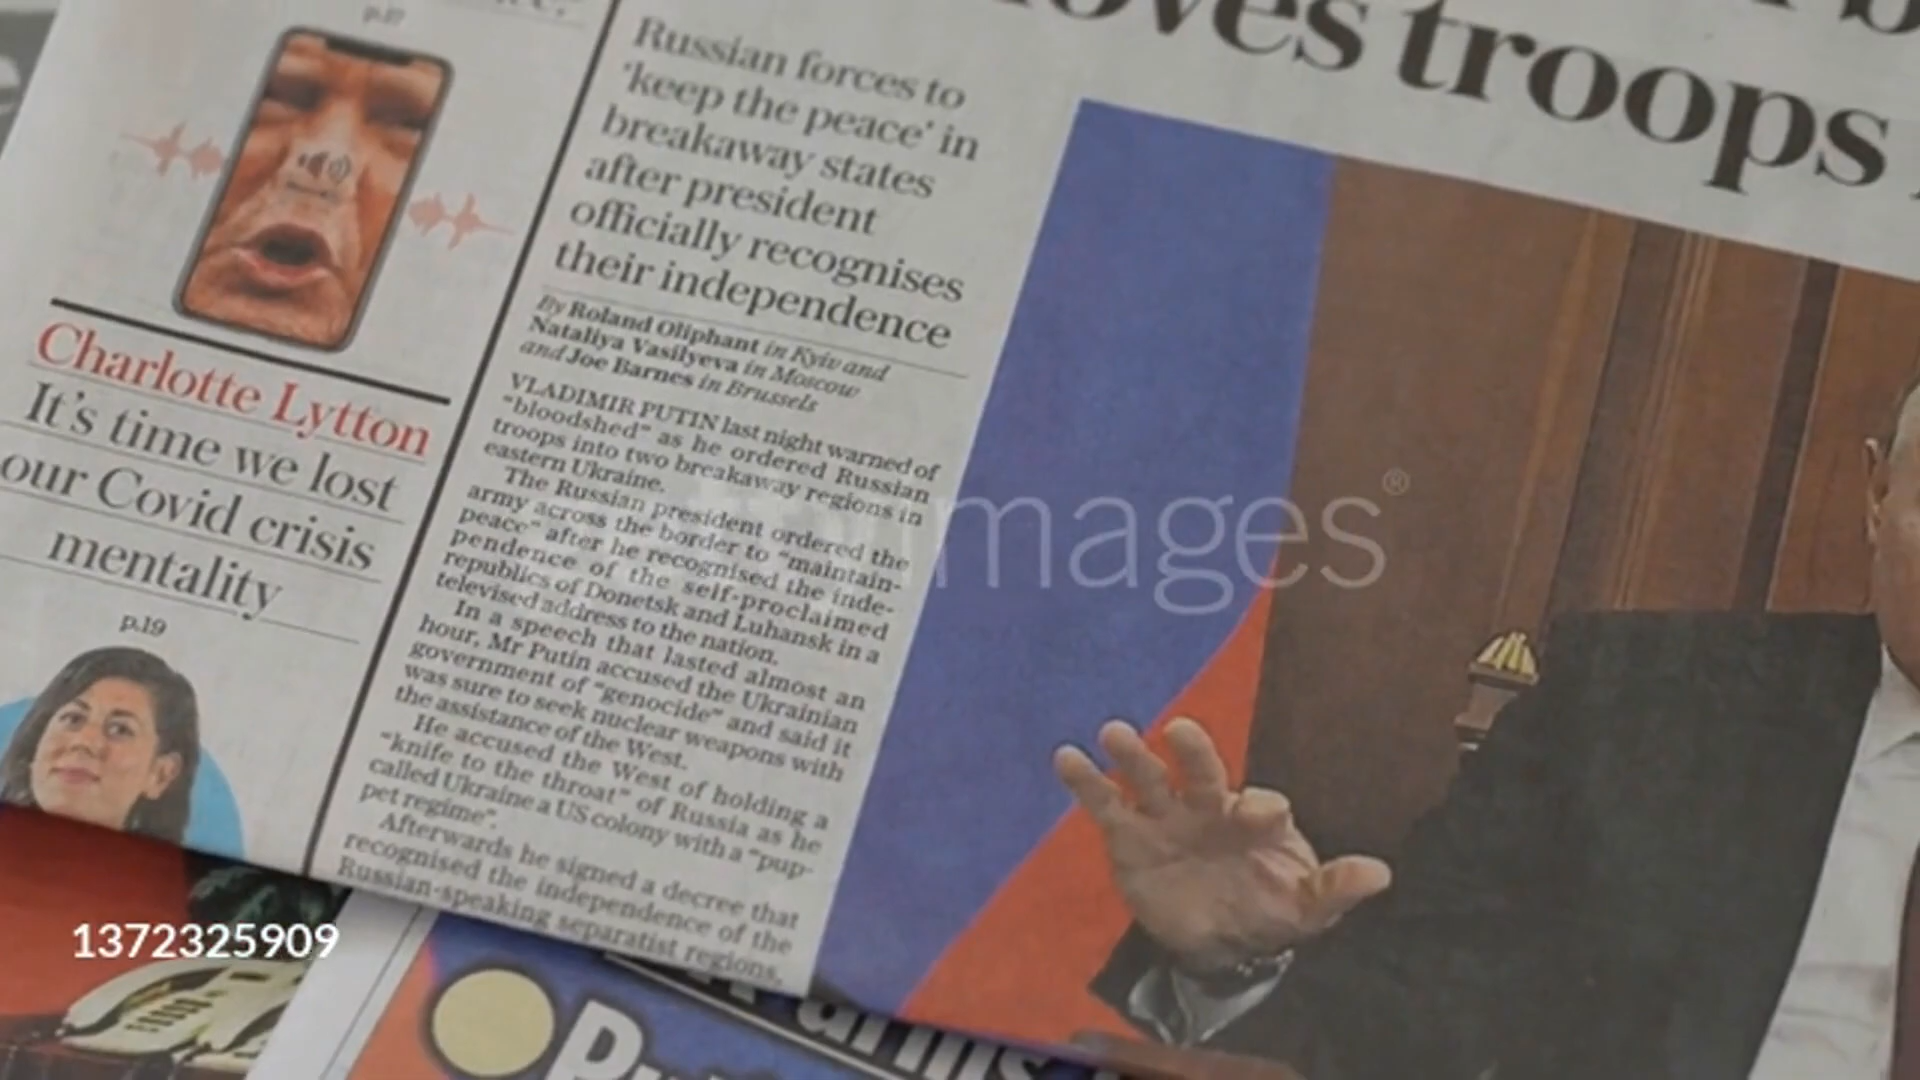 p.17
Charlotte Lytton
It's time we lost
our Covid crisis
mentality
p.19
troops
Russian forces to
'keep the peace' in
breakaway states
after president
officially recognises
their independence
By Roland Oliphant in Kyiv and
Nataliya Vasilyeva in Moscow
and Joe Barnes in Brussels
VLADIMIR PUTIN last night warned of
"bloodshed" as he ordered Russian
troops into two breakaway regions in
eastern Ukraine.
The Russian president ordered the
army across the border to "maintain-
peace" after he recognised the inde-
pendence of the self-proclaimed
republics of Donetsk and Luhansk in a
televised address to the nation.
In a speech that lasted almost an
hour, Mr Putin accused the Ukrainian
government of "genocide" and said it
was sure to seek nuclear weapons with
the assistance of the West.
He accused the West of holding a
"knife to the throat" of Russia as he
called Ukraine a US colony with a "pup-
pet regime".
Afterwards he signed a decree that
recognised the independence of the
Russian-speaking separatist regions,
images®
1372325909